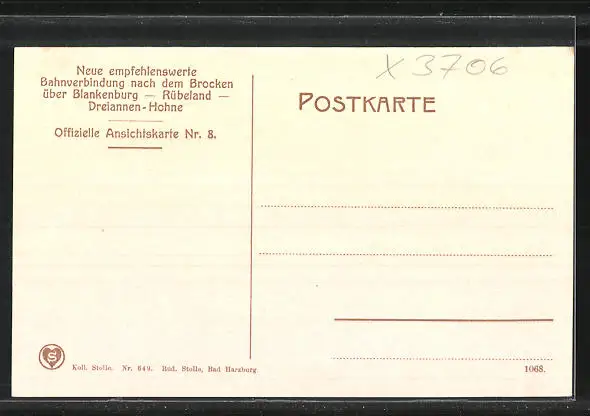 Neue empfehlenswerte
Bahnverbindung nach dem Brocken
über Blankenburg — Rübeland —
Dreiannen-Hohne
Offizielle Ansichtskarte Nr. 8.
X 3706
POSTKARTE
S
Koll. Stolle. Nr. 649. Rud. Stolle, Bad Harzburg.
1068.